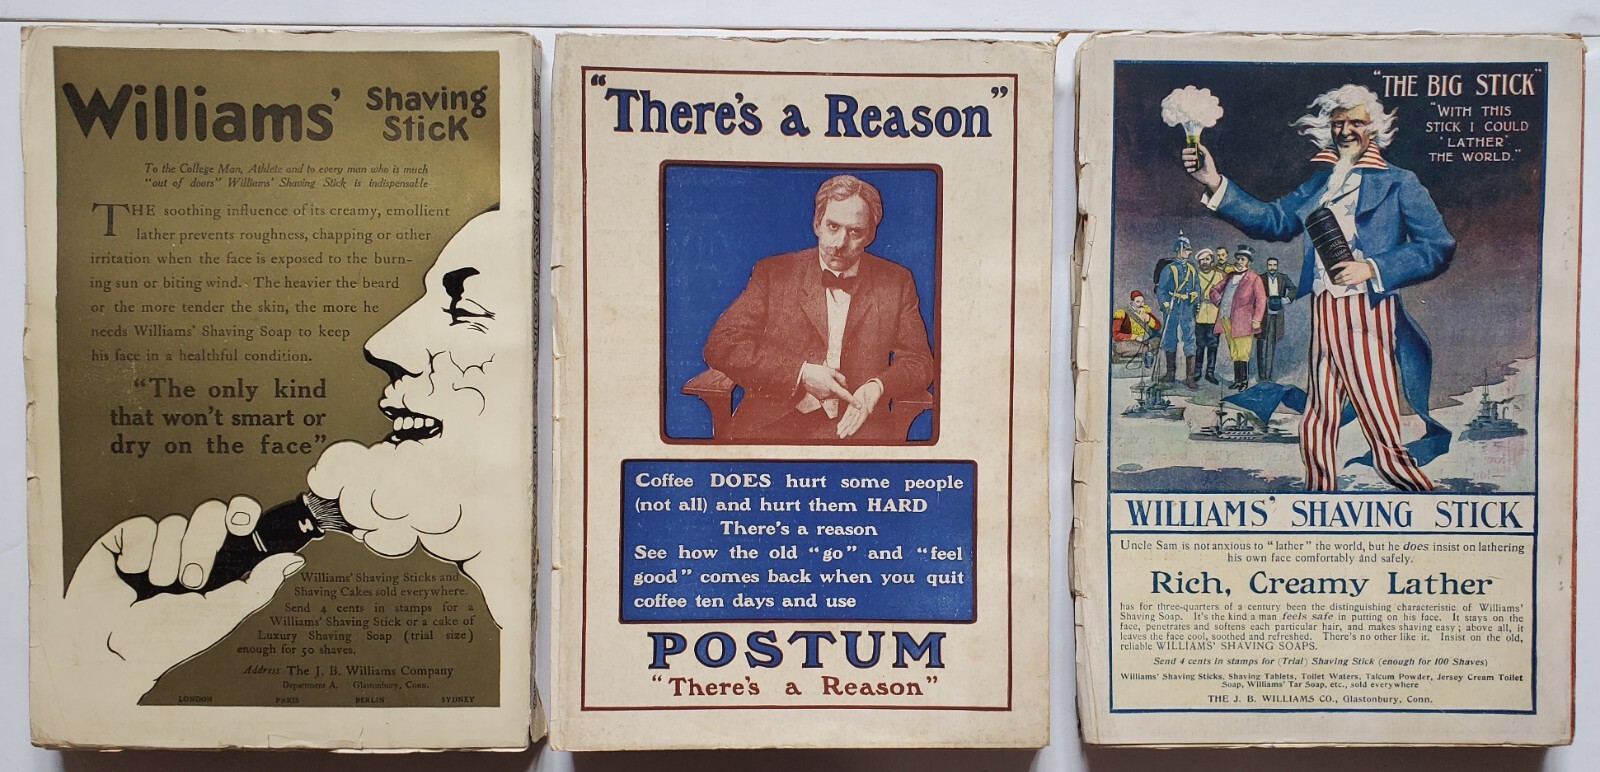 Williams' Shaving
Stick
To the College Man, Athlete and to every man who is much
"out of doors" Williams' Shaving Stick is indispensable
THE soothing influence of its creamy, emollient
lather prevents roughness, chapping or other
irritation when the face is exposed to the burn-
ing sun or biting wind. The heavier the beard
or the more tender the skin, the more he
needs Williams' Shaving Soap to keep
his face in a healthful condition.
"The only kind
that won't smart or
dry on the face"
Williams' Shaving Sticks and
Shaving Cakes sold everywhere.
Send 4 cents in stamps for a
Williams' Shaving Stick or a cake of
Luxury Shaving Soap (trial size)
enough for 50 shaves.
Address The J. B. Williams Company
Department A. Glastonbury, Conn.
LONDON PARIS BERLIN SYDNEY
"There's a Reason"
Coffee DOES hurt some people
(not all) and hurt them HARD
There's a reason
See how the old "go" and "feel
good" comes back when you quit
coffee ten days and use
POSTUM
"There's a Reason"
"THE BIG STICK"
"WITH THIS
STICK I COULD
'LATHER'
THE WORLD."
WILLIAMS' SHAVING STICK
Uncle Sam is not anxious to "lather" the world, but he does insist on lathering
his own face comfortably and safely.
Rich, Creamy Lather
has for three-quarters of a century been the distinguishing characteristic of Williams'
Shaving Soap. It's the kind a man feels safe in putting on his face. It stays on the
face, penetrates and softens each particular hair, and makes shaving easy; above all, it
leaves the face cool, soothed and refreshed. There's no other like it. Insist on the old,
reliable WILLIAMS' SHAVING SOAPS.
Send 4 cents in stamps for (Trial) Shaving Stick (enough for 100 Shaves)
Williams' Shaving Sticks, Shaving Tablets, Toilet Waters, Talcum Powder, Jersey Cream Toilet
Soap, Williams' Tar Soap, etc., sold everywhere
THE J. B. WILLIAMS CO., Glastonbury, Conn.